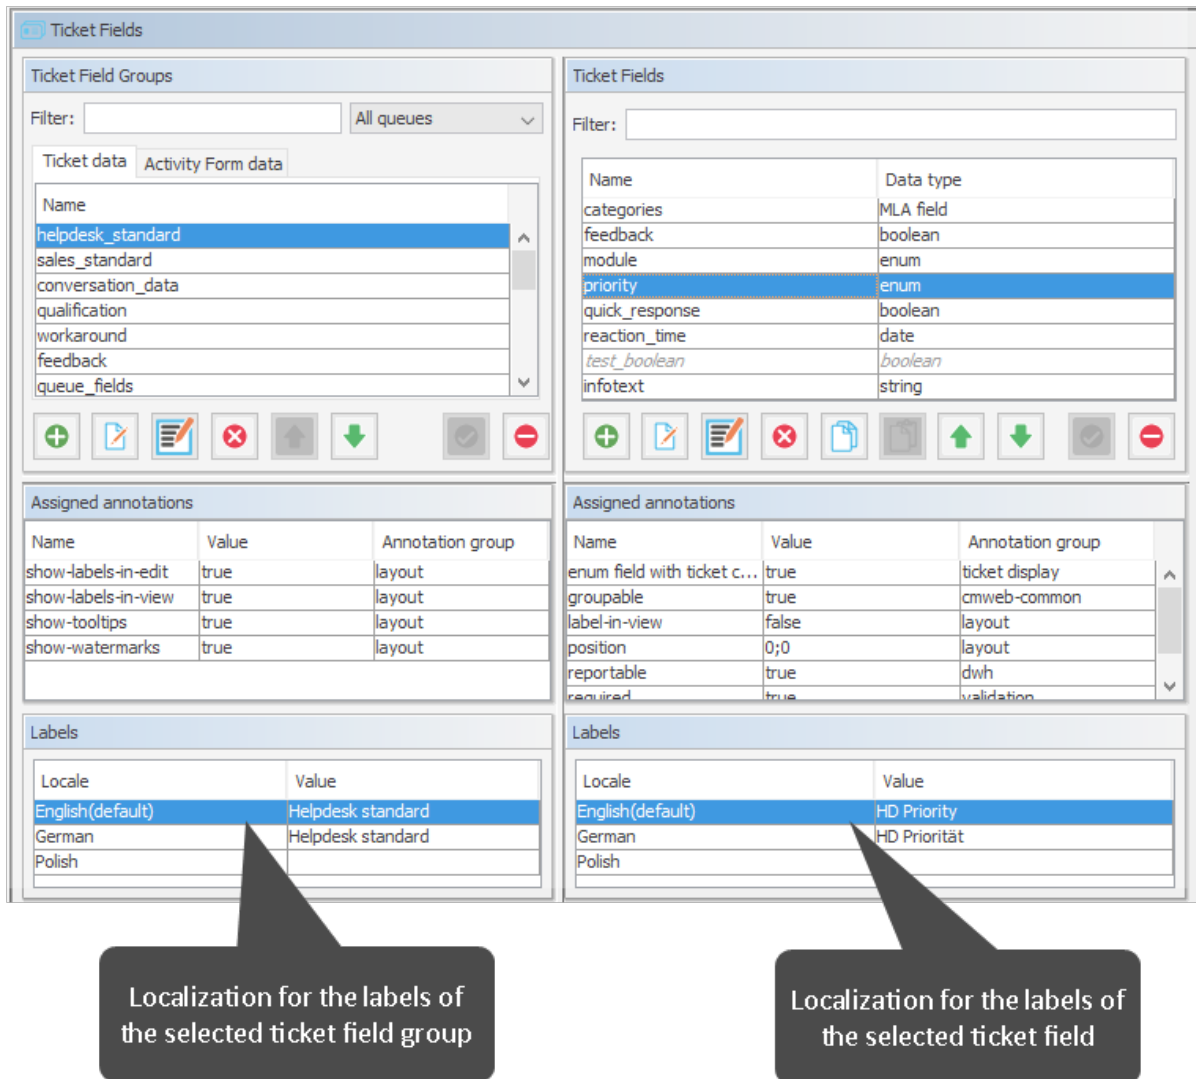 Ticket Fields
Ticket Field Groups
Filter:
All queues
Ticket data
Activity Form data
Name
helpdesk_standard
sales_standard
conversation_data
qualification
workaround
feedback
queue_fields
Ticket Fields
Filter:
Name Data type
categories MLA field
feedback boolean
module enum
priority enum
quick_response boolean
reaction_time date
test_boolean boolean
infotext string
Assigned annotations
Name Value Annotation group
show-labels-in-edit true layout
show-labels-in-view true layout
show-tooltips true layout
show-watermarks true layout
Assigned annotations
Name Value Annotation group
enum field with ticket c... true ticket display
groupable true cmweb-common
label-in-view false layout
position 0;0 layout
reportable true dwh
required true validation
Labels
Locale Value
English(default) Helpdesk standard
German Helpdesk standard
Polish
Labels
Locale Value
English(default) HD Priority
German HD Priorität
Polish
Localization for the labels of
the selected ticket field group
Localization for the labels of
the selected ticket field